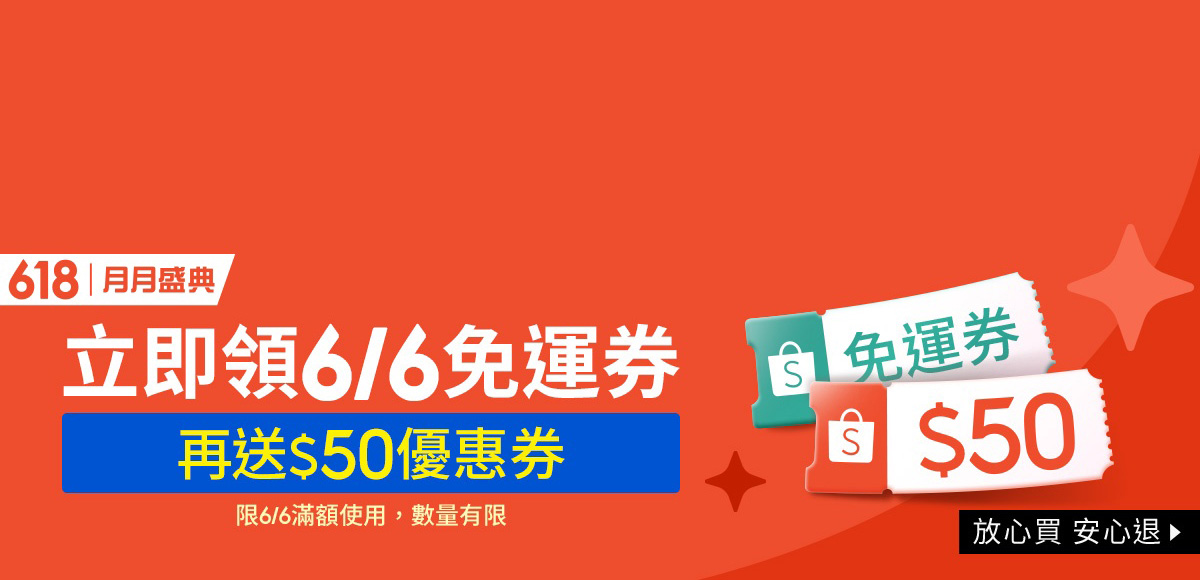 618 | 月月盛典
立即領6/6免運券
再送$50優惠券
限6/6滿額使用，數量有限
S 免運券
S $50
放心買 安心退